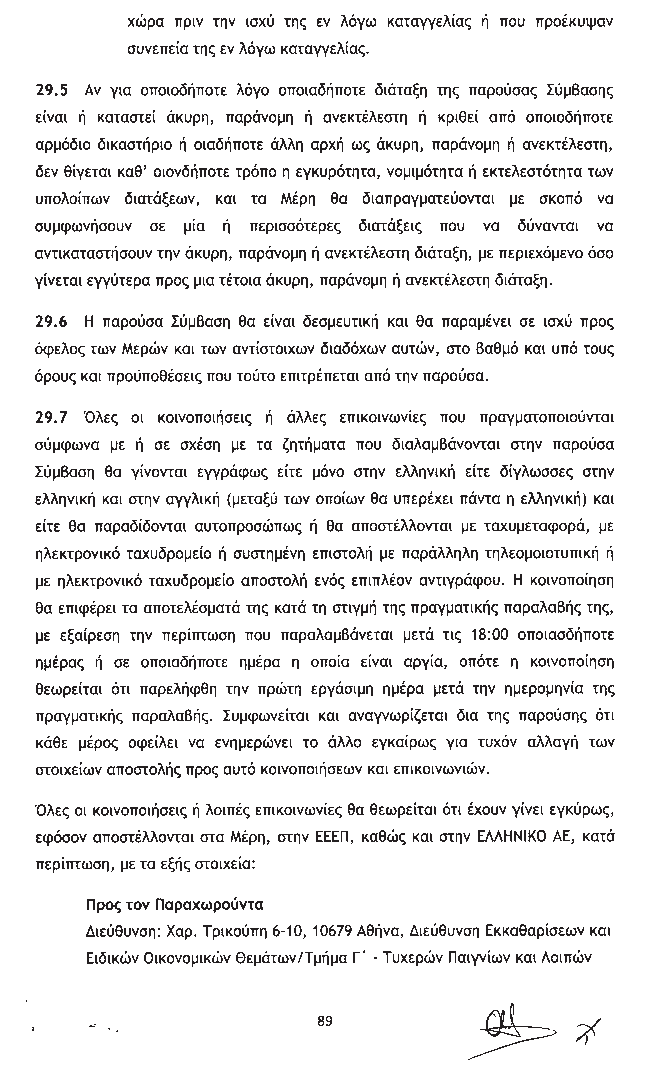 χώρα πριν την ισχύ της εν λόγω καταγγελίας ή που προέκυψαν
συνεπεία της εν λόγω καταγγελίας.
29.5 Αν για οποιοδήποτε λόγο οποιαδήποτε διάταξη της παρούσας Σύμβασης
είναι ή καταστεί άκυρη, παράνομη ή ανεκτέλεστη ή κριθεί από οποιοδήποτε
αρμόδιο δικαστήριο ή οιαδήποτε άλλη αρχή ως άκυρη, παράνομη ή ανεκτέλεστη,
δεν θίγεται καθ’ οιονδήποτε τρόπο η εγκυρότητα, νομιμότητα ή εκτελεστότητα των
υπολοίπων διατάξεων, και τα Μέρη θα διαπραγματεύονται με σκοπό να
συμφωνήσουν σε μία ή περισσότερες διατάξεις που να δύνανται να
αντικαταστήσουν την άκυρη, παράνομη ή ανεκτέλεστη διάταξη, με περιεχόμενο όσο
γίνεται εγγύτερα προς μια τέτοια άκυρη, παράνομη ή ανεκτέλεστη διάταξη.
29.6 Η παρούσα Σύμβαση θα είναι δεσμευτική και θα παραμένει σε ισχύ προς
όφελος των Μερών και των αντίστοιχων διαδόχων αυτών, στο βαθμό και υπό τους
όρους και προϋποθέσεις που τούτο επιτρέπεται από την παρούσα.
29.7 Όλες οι κοινοποιήσεις ή άλλες επικοινωνίες που πραγματοποιούνται
σύμφωνα με ή σε σχέση με τα ζητήματα που διαλαμβάνονται στην παρούσα
Σύμβαση θα γίνονται εγγράφως είτε μόνο στην ελληνική είτε δίγλωσσες στην
ελληνική και στην αγγλική (μεταξύ των οποίων θα υπερέχει πάντα η ελληνική) και
είτε θα παραδίδονται αυτοπροσώπως ή θα αποστέλλονται με ταχυμεταφορά, με
ηλεκτρονικό ταχυδρομείο ή συστημένη επιστολή με παράλληλη τηλεομοιοτυπική ή
με ηλεκτρονικό ταχυδρομείο αποστολή ενός επιπλέον αντιγράφου. Η κοινοποίηση
θα επιφέρει τα αποτελέσματά της κατά τη στιγμή της πραγματικής παραλαβής της,
με εξαίρεση την περίπτωση που παραλαμβάνεται μετά τις 18:00 οποιασδήποτε
ημέρας ή σε οποιαδήποτε ημέρα η οποία είναι αργία, οπότε η κοινοποίηση
θεωρείται ότι παρελήφθη την πρώτη εργάσιμη ημέρα μετά την ημερομηνία της
πραγματικής παραλαβής. Συμφωνείται και αναγνωρίζεται δια της παρούσης ότι
κάθε μέρος οφείλει να ενημερώνει το άλλο εγκαίρως για τυχόν αλλαγή των
στοιχείων αποστολής προς αυτό κοινοποιήσεων και επικοινωνιών.
Όλες οι κοινοποιήσεις ή λοιπές επικοινωνίες θα θεωρείται ότι έχουν γίνει εγκύρως,
εφόσον αποστέλλονται στα Μέρη, στην ΕΕΕΠ, καθώς και στην ΕΛΛΗΝΙΚΟ ΑΕ, κατά
περίπτωση, με τα εξής στοιχεία:
Προς τον Παραχωρούντα
Διεύθυνση: Χαρ. Τρικούπη 6-10, 10679 Αθήνα, Διεύθυνση Εκκαθαρίσεων και
Ειδικών Οικονομικών Θεμάτων/Τμήμα Γ΄ - Τυχερών Παιγνίων και Λοιπών
89